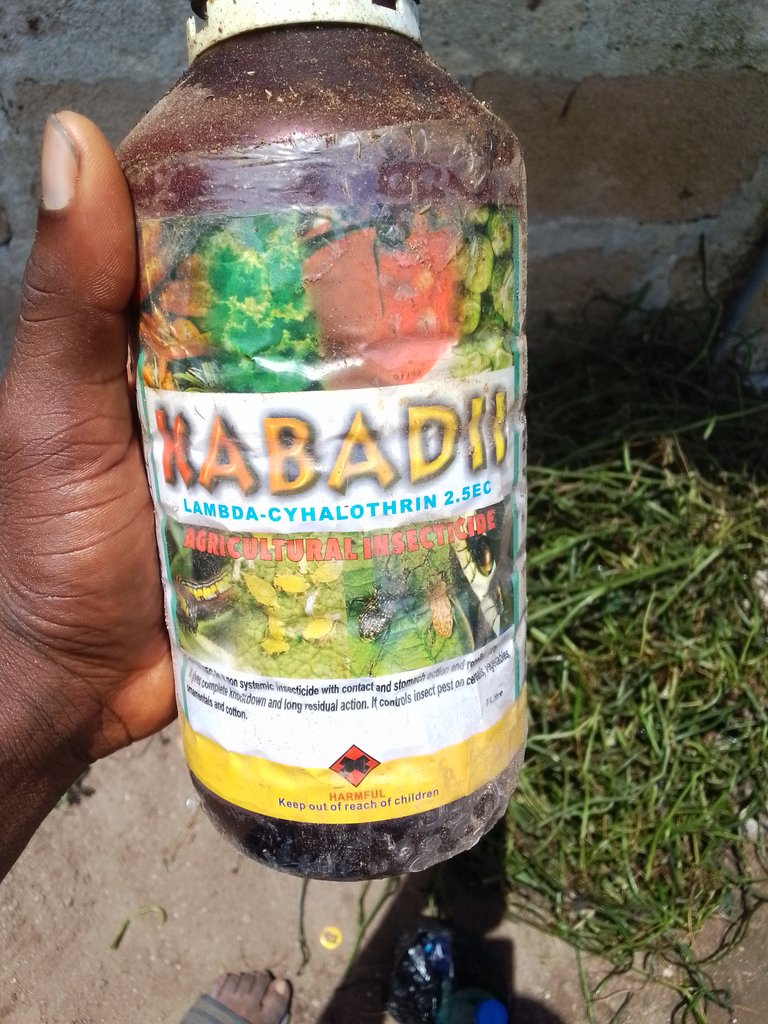 KABADII
LAMBDA-CYHALOTHRIN 2.5EC
AGRICULTURAL INSECTICIDE
non systemic insecticide with contact and stomach action and
complete knockdown and long residual action. It controls insect pest on cereals, vegetables,
ornamentals and cotton.
1 Litre
HARMFUL
Keep out of reach of children